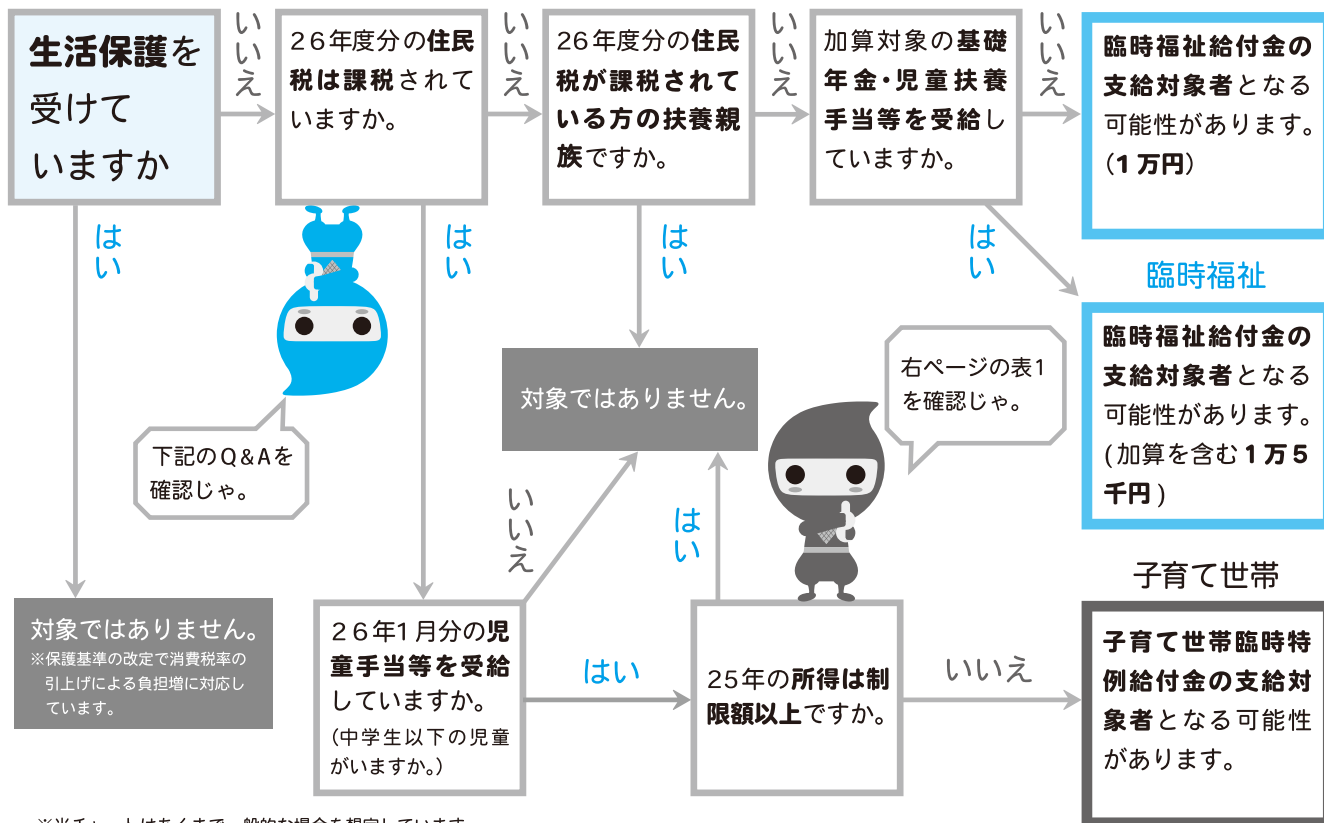 生活保護を
受けて
いますか
いいえ
26年度分の住民
税は課税されて
いますか。
いいえ
26年度分の住民
税が課税されて
いる方の扶養親
族ですか。
いいえ
加算対象の基礎
年金・児童扶養
手当等を受給し
ていますか。
いいえ
臨時福祉給付金の
支給対象者となる
可能性があります。
（1万円）
はい
はい
はい
はい
臨時福祉
臨時福祉給付金の
支給対象者となる
可能性があります。
(加算を含む1万5
千円)
対象ではありません。
右ページの表1
を確認じゃ。
下記のQ&Aを
確認じゃ。
いいえ
はい
対象ではありません。
※保護基準の改定で消費税率の
引上げによる負担増に対応し
ています。
26年1月分の児
童手当等を受給
していますか。
（中学生以下の児童
がいますか。）
はい
25年の所得は制
限額以上ですか。
いいえ
子育て世帯
子育て世帯臨時特
例給付金の支給対
象者となる可能性
があります。